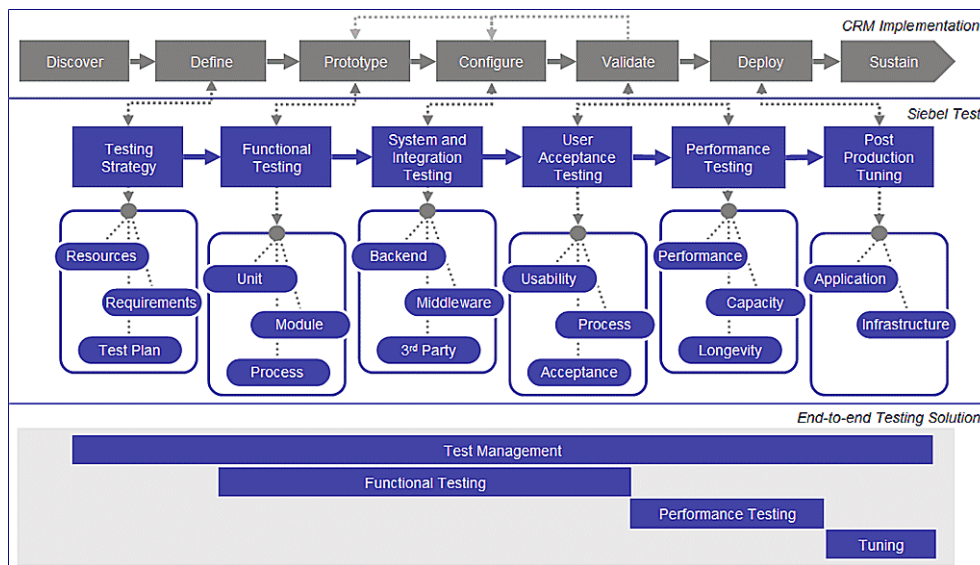 CRM Implementation
Discover
Define
Prototype
Configure
Validate
Deploy
Sustain
Siebel Test
Testing
Strategy
Functional
Testing
System and
Integration
Testing
User
Acceptance
Testing
Performance
Testing
Post
Production
Tuning
Resources
Requirements
Test Plan
Unit
Module
Process
Backend
Middleware
3rd Party
Usability
Process
Acceptance
Performance
Capacity
Longevity
Application
Infrastructure
End-to-end Testing Solution
Test Management
Functional Testing
Performance Testing
Tuning